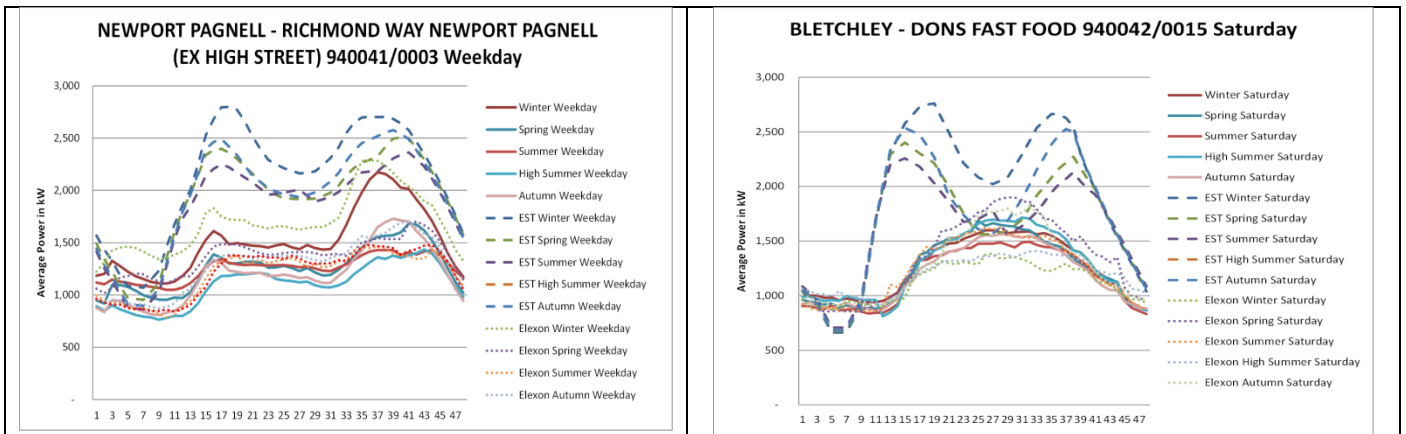 NEWPORT PAGNELL - RICHMOND WAY NEWPORT PAGNELL
(EX HIGH STREET) 940041/0003 Weekday
Average Power in kW
3,000
2,500
2,000
1,500
1,000
500
-
1 3 5 7 9 11 13 15 17 19 21 23 25 27 29 31 33 35 37 39 41 43 45 47
Winter Weekday
Spring Weekday
Summer Weekday
High Summer Weekday
Autumn Weekday
EST Winter Weekday
EST Spring Weekday
EST Summer Weekday
EST High Summer Weekday
EST Autumn Weekday
Elexon Winter Weekday
Elexon Spring Weekday
Elexon Summer Weekday
Elexon Autumn Weekday
BLETCHLEY - DONS FAST FOOD 940042/0015 Saturday
Average Power in kW
3,000
2,500
2,000
1,500
1,000
500
-
1 3 5 7 9 11 13 15 17 19 21 23 25 27 29 31 33 35 37 39 41 43 45 47
Winter Saturday
Spring Saturday
Summer Saturday
High Summer Saturday
Autumn Saturday
EST Winter Saturday
EST Spring Saturday
EST Summer Saturday
EST High Summer Saturday
EST Autumn Saturday
Elexon Winter Saturday
Elexon Spring Saturday
Elexon Summer Saturday
Elexon High Summer Saturday
Elexon Autumn Saturday